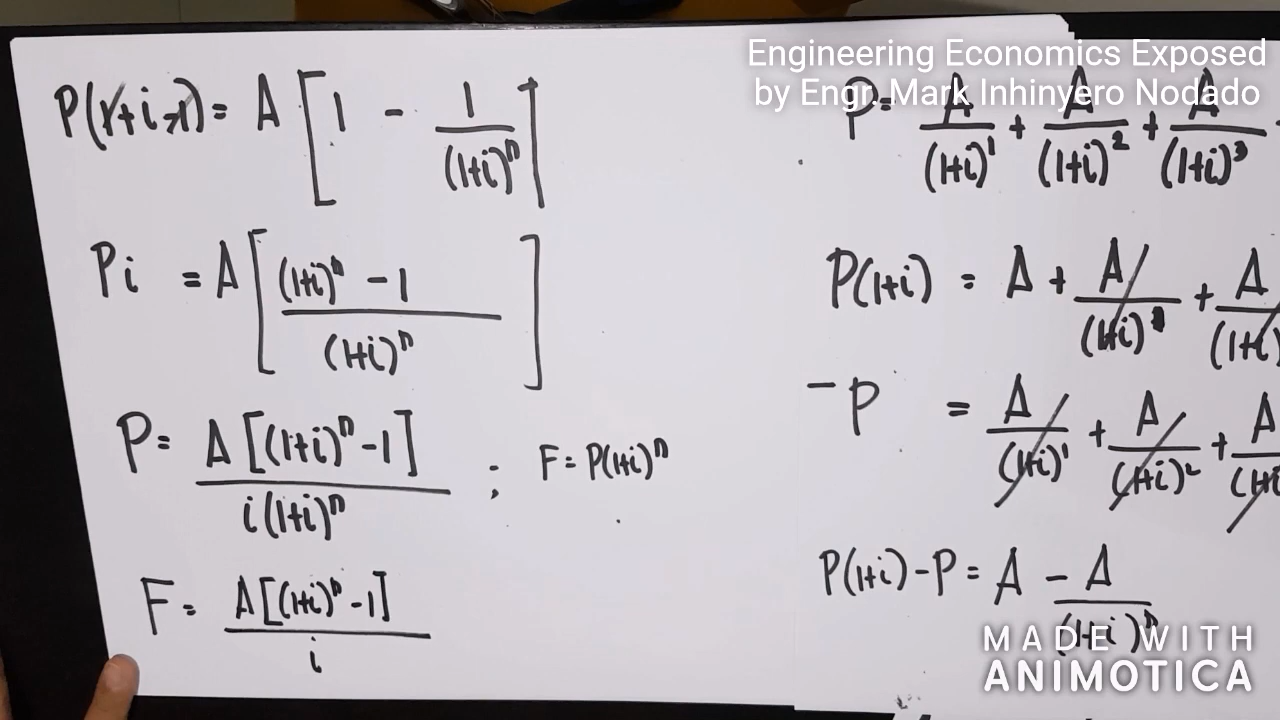 Engineering Economics Exposed
by Engr. Mark Inhinyero Nodado
P(1+i-1) = A [1 - 1/(1+i)^n]
Pi = A [(1+i)^n - 1 / (1+i)^n]
P = A[(1+i)^n - 1] / i(1+i)^n ; F = P(1+i)^n
F = A[(1+i)^n - 1] / i
P = A/(1+i)^1 + A/(1+i)^2 + A/(1+i)^3
P(1+i) = A + A/(1+i)^1 + A/(1+i)
- P = A/(1+i)^1 + A/(1+i)^2 + A/(1+i
P(1+i) - P = A - A/(1+i)^n
MADE WITH
ANIMOTICA